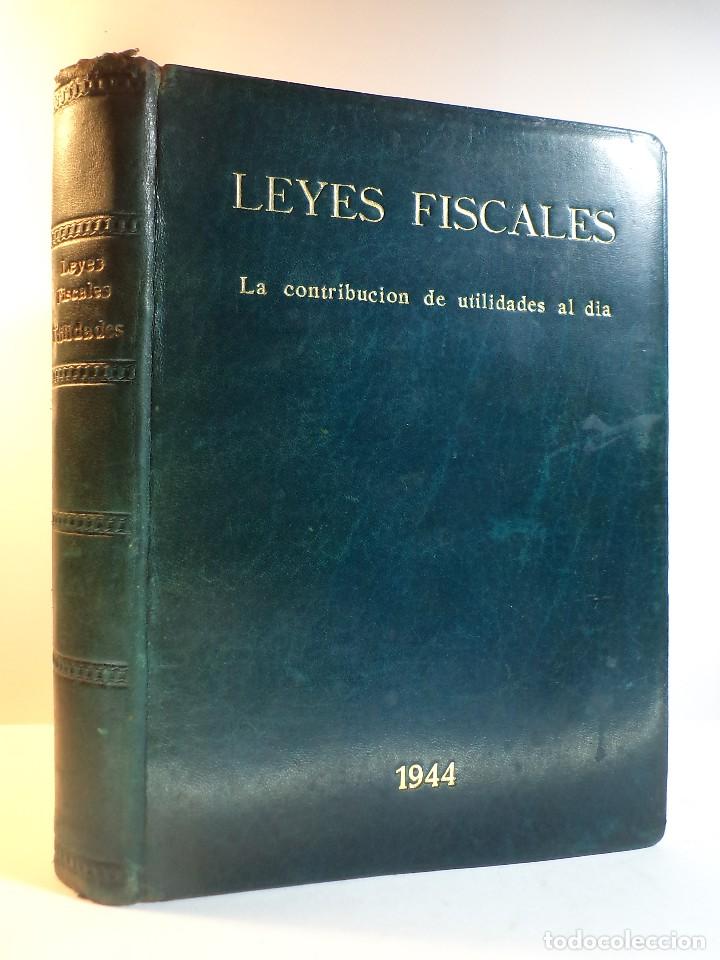 LEYES FISCALES
La contribucion de utilidades al dia
1944
Leyes
Fiscales
Utilidades
todocoleccion